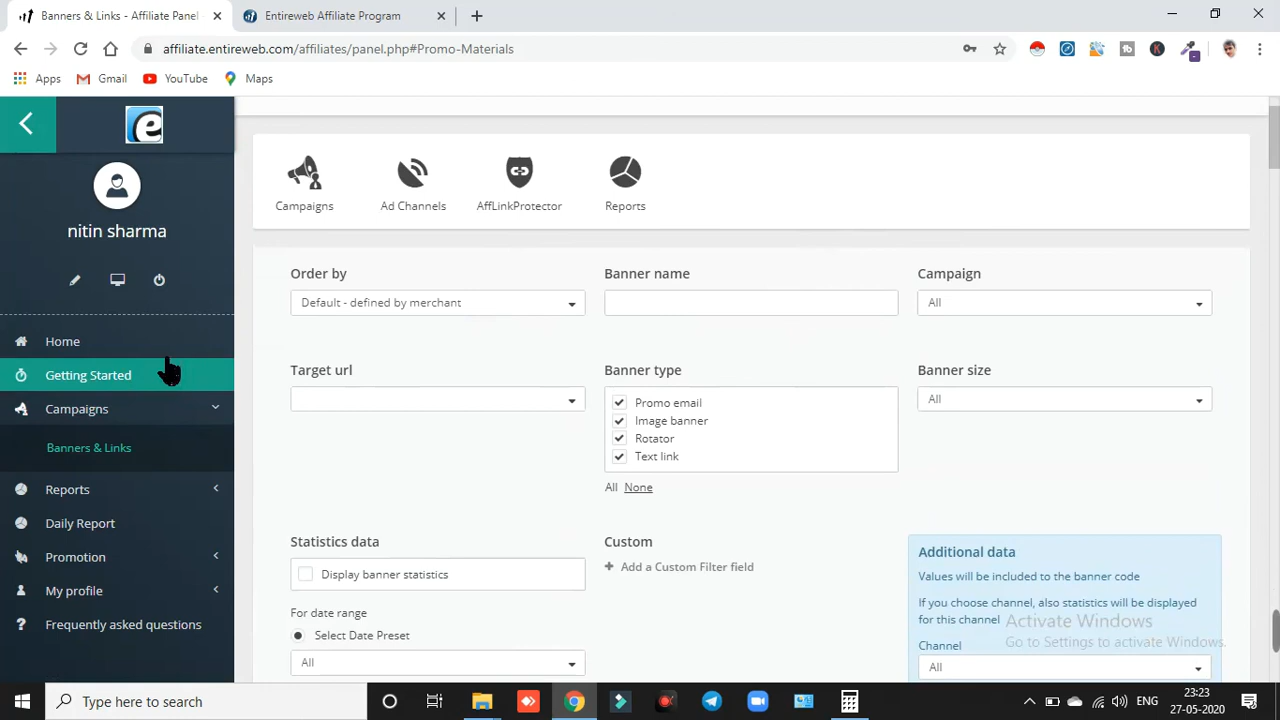 Banners & Links - Affiliate Panel
Entireweb Affiliate Program
affiliate.entireweb.com/affiliates/panel.php#Promo-Materials
Apps
Gmail
YouTube
Maps
nitin sharma
Home
Getting Started
Campaigns
Banners & Links
Reports
Daily Report
Promotion
My profile
Frequently asked questions
Campaigns
Ad Channels
AffLinkProtector
Reports
Order by
Default - defined by merchant
Banner name
Campaign
All
Target url
Banner type
Promo email
Image banner
Rotator
Text link
All None
Banner size
All
Statistics data
Display banner statistics
For date range
Select Date Preset
All
Custom
Add a Custom Filter field
Additional data
Values will be included to the banner code
If you choose channel, also statistics will be displayed
for this channel
Channel
All
Activate Windows
Go to Settings to activate Windows.
Type here to search
ENG
23:23
27-05-2020